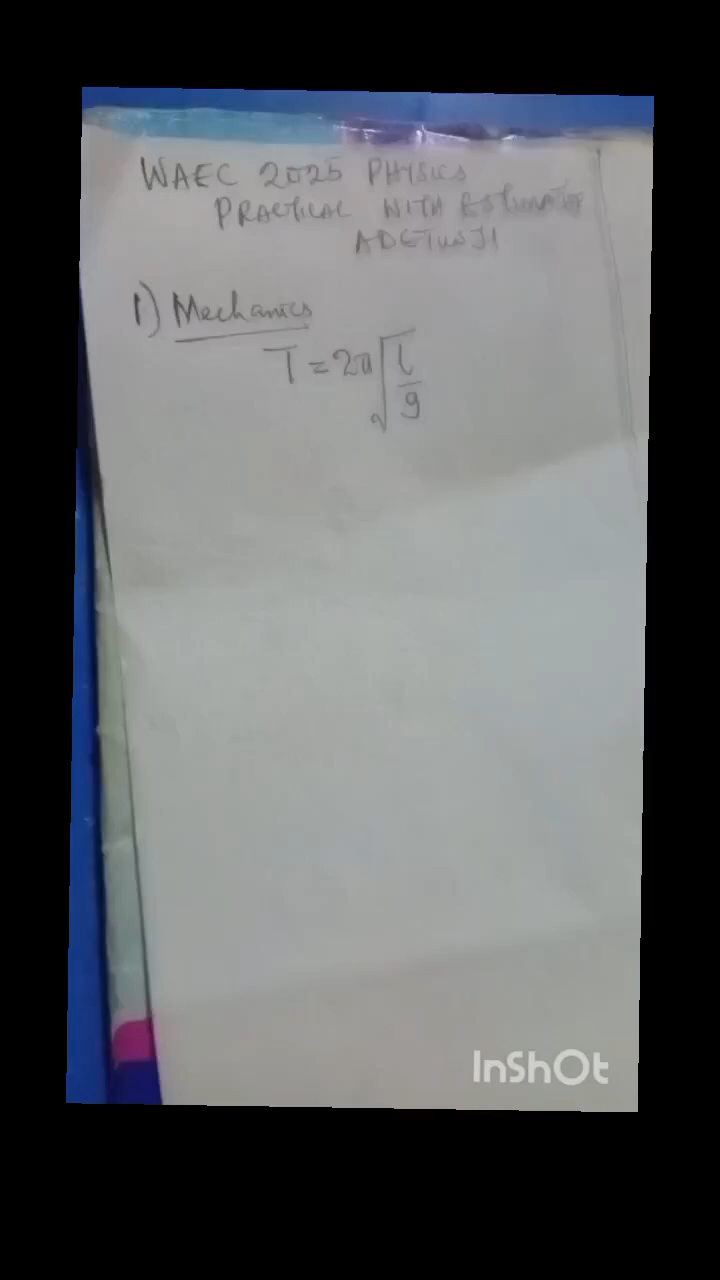 WAEC 2025 PHYSICS
PRACTICAL WITH
ADETUNJI
1) Mechanics
T = 2π√(l/g)
InShOt